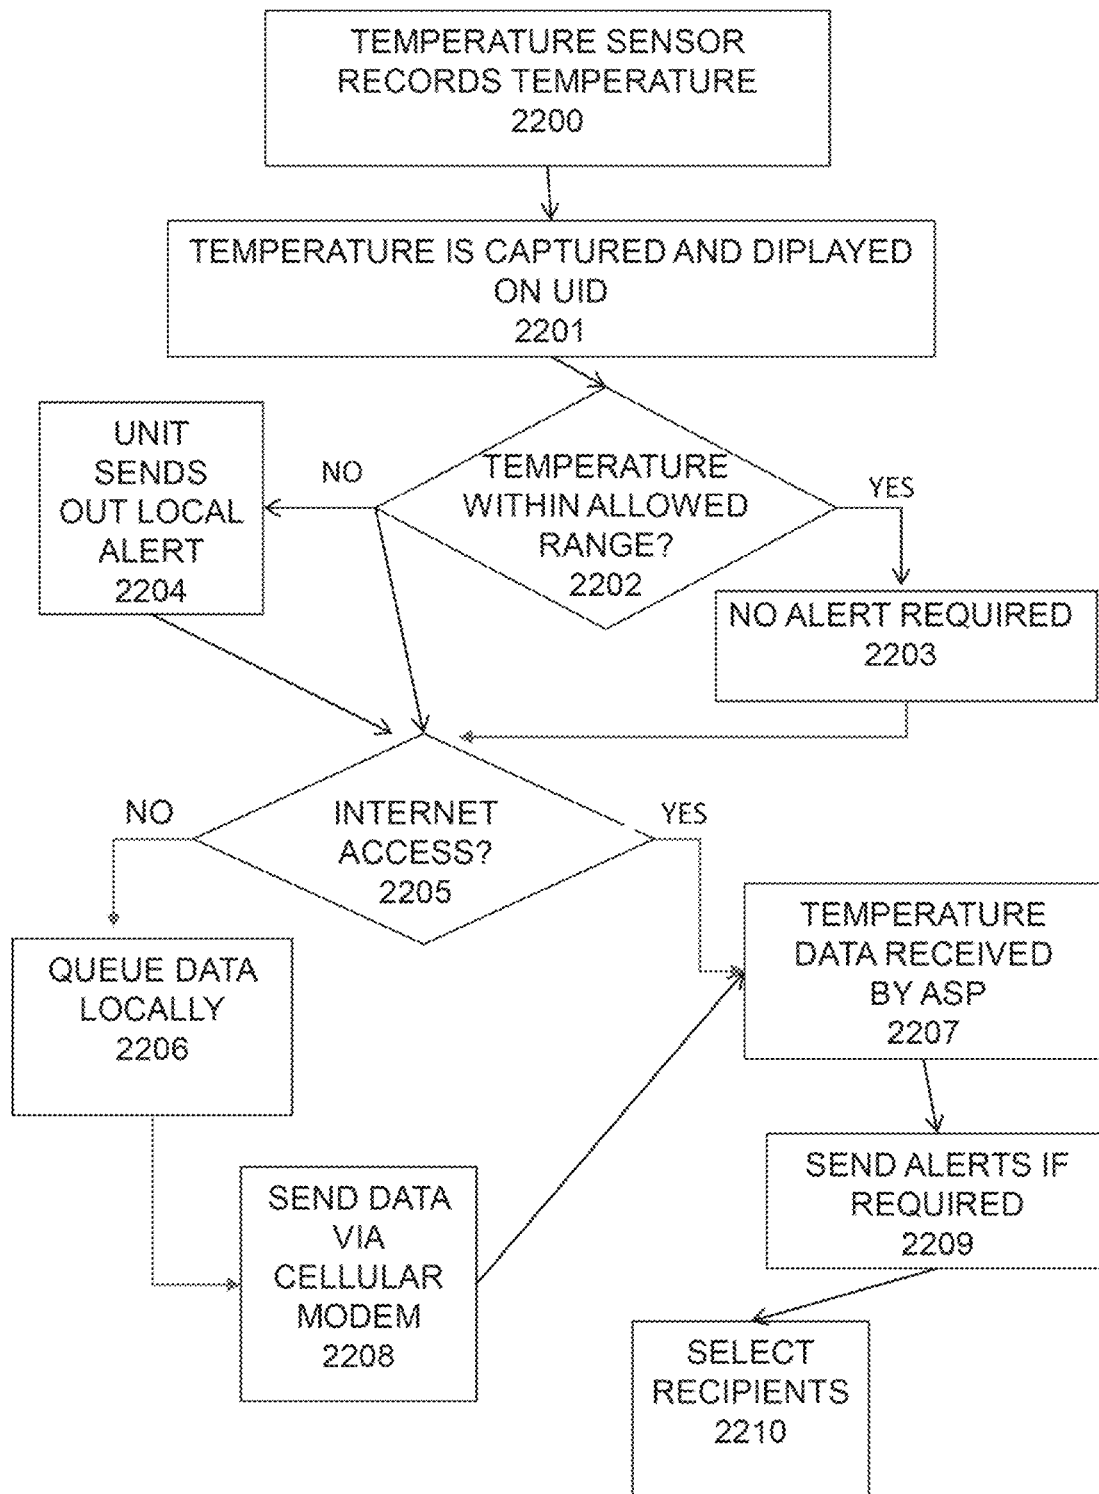 TEMPERATURE SENSOR
RECORDS TEMPERATURE
2200
TEMPERATURE IS CAPTURED AND DIPLAYED
ON UID
2201
TEMPERATURE
WITHIN ALLOWED
RANGE?
2202
NO
YES
UNIT
SENDS
OUT LOCAL
ALERT
2204
NO ALERT REQUIRED
2203
INTERNET
ACCESS?
2205
NO
YES
QUEUE DATA
LOCALLY
2206
TEMPERATURE
DATA RECEIVED
BY ASP
2207
SEND DATA
VIA
CELLULAR
MODEM
2208
SEND ALERTS IF
REQUIRED
2209
SELECT
RECIPIENTS
2210